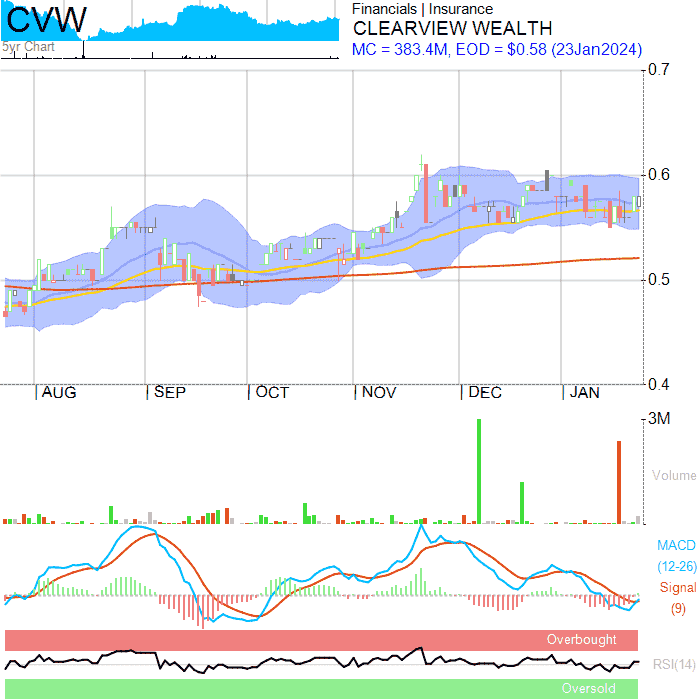 CVW
5yr Chart
Financials | Insurance
CLEARVIEW WEALTH
MC = 383.4M, EOD = $0.58 (23Jan2024)
0.7
0.6
0.5
0.4
AUG SEP OCT NOV DEC JAN
3M
Volume
MACD
(12-26)
Signal
(9)
Overbought
RSI(14)
Oversold